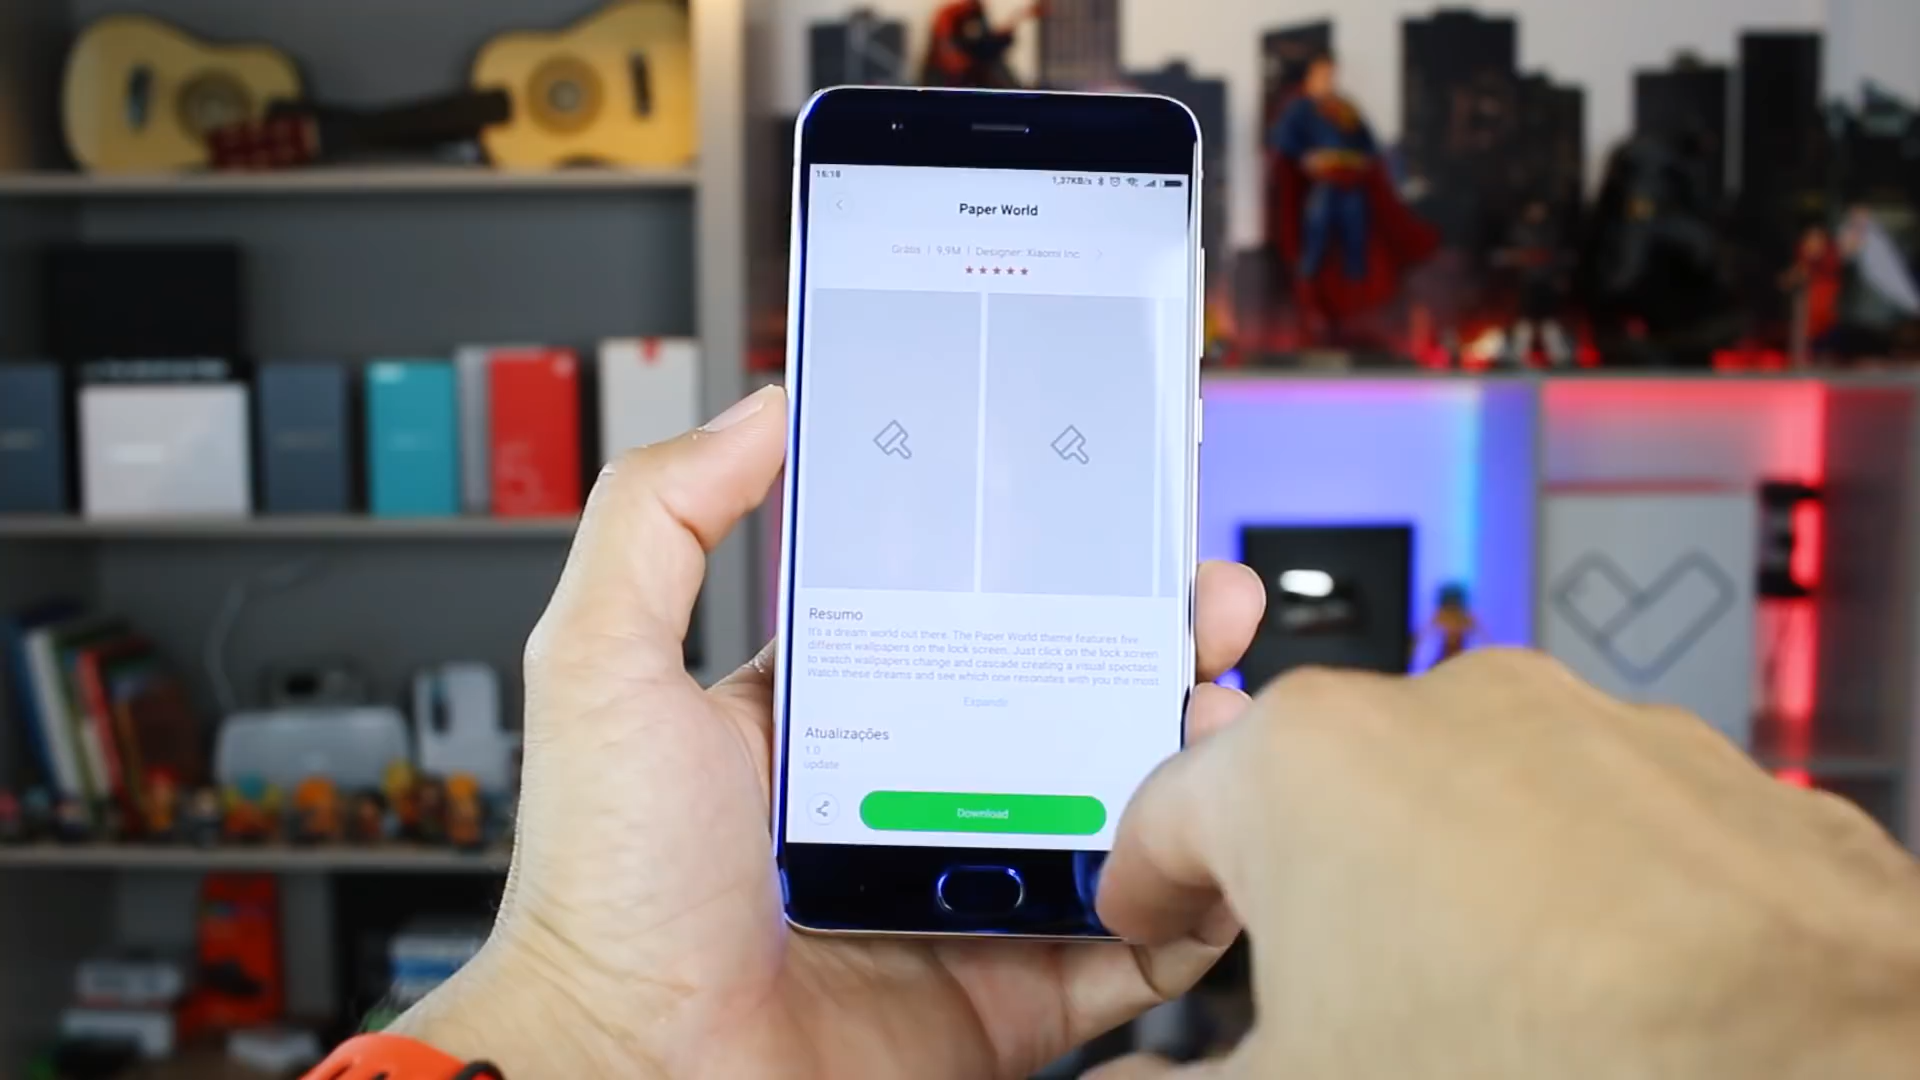 16:18
1,37KB/s
Paper World
Grátis | 9,9M | Designer: Xiaomi Inc.
Resumo
It's a dream world out there. The Paper World theme features five
different wallpapers on the lock screen. Just click on the lock screen
to watch wallpapers change and cascade creating a visual spectacle.
Watch these dreams and see which one resonates with you the most
Expandir
Atualizações
1.0
update
Download
5